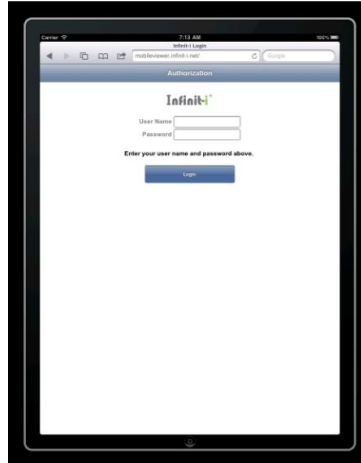 Carrier 7:13 AM 100%
Infinit-i Login
mobileviewer.infinit-i.net/ Google
Authorization
Infinit-i
User Name
Password
Enter your user name and password above.
Login